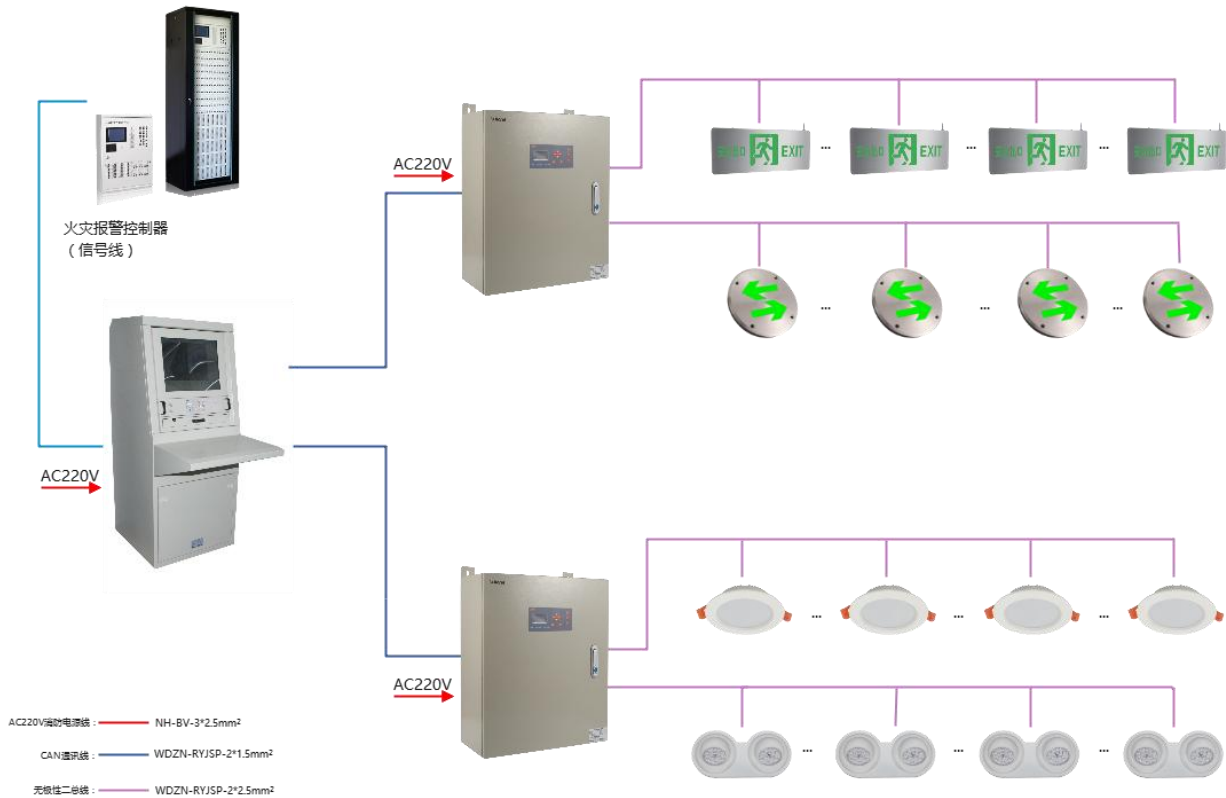 EXIT
EXIT
EXIT
EXIT
AC220V
火灾报警控制器
（信号线）
...
...
...
...
...
...
AC220V
...
...
...
AC220V
...
...
...
AC220V消防电源线： NH-BV-3*2.5mm²
CAN通讯线： WDZN-RYJSP-2*1.5mm²
无极性二总线： WDZN-RYJSP-2*2.5mm²